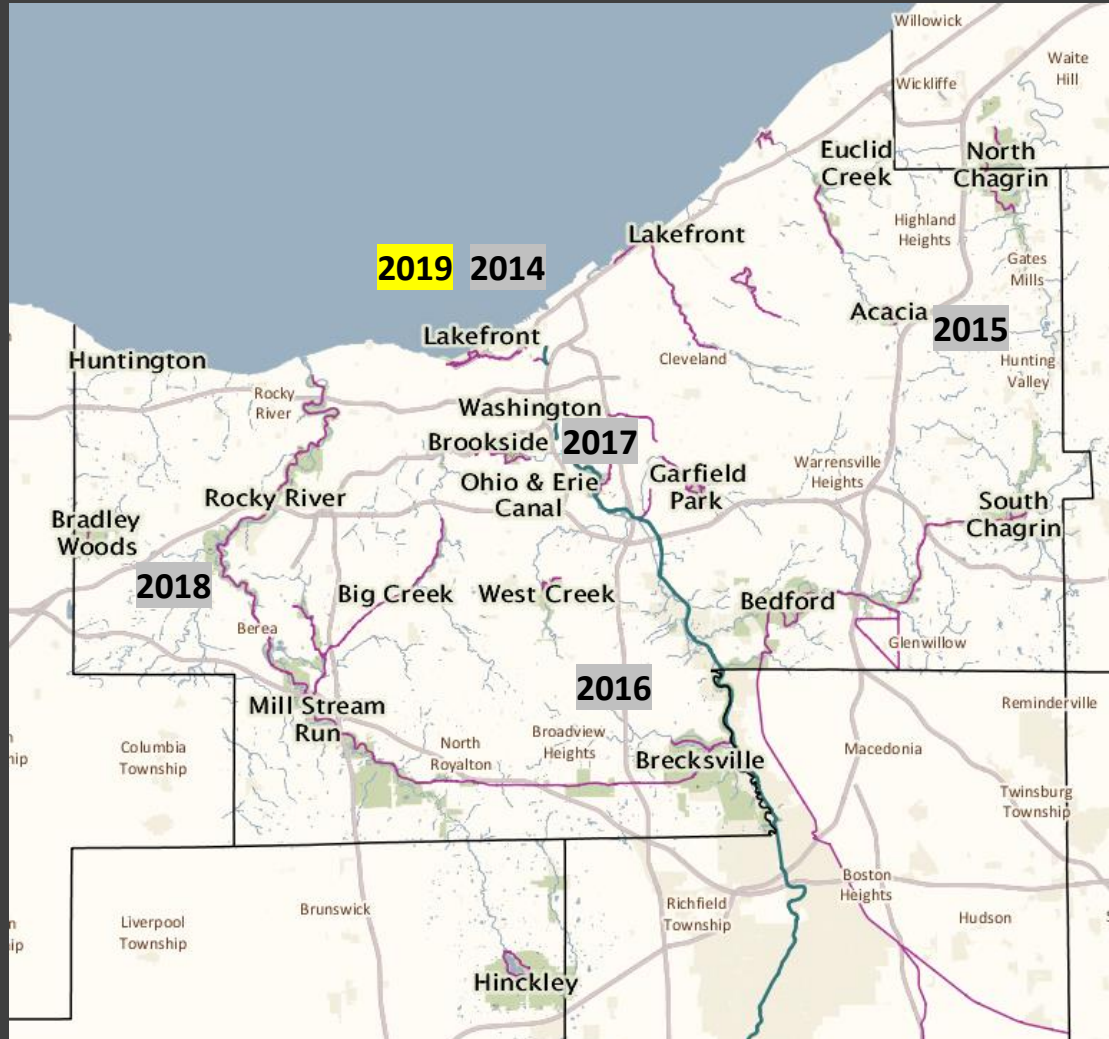 Willowick
Waite
Hill
Wickliffe
Euclid
Creek
North
Chagrin
Highland
Heights
Lakefront
Gates
Mills
2019 2014
Acacia
2015
Lakefront
Huntington
Cleveland
Hunting
Valley
Rocky
River
Washington
Brookside
2017
Ohio & Erie
Canal
Garfield
Park
Warrensville
Heights
Rocky River
South
Chagrin
Bradley
Woods
2018
Big Creek
West Creek
Bedford
Berea
Glenwillow
2016
Mill Stream
Run
Reminderville
Columbia
Township
North
Royalton
Broadview
Heights
Brecksville
Macedonia
Twinsburg
Township
Boston
Heights
Brunswick
Richfield
Township
Liverpool
Township
Hudson
Hinckley